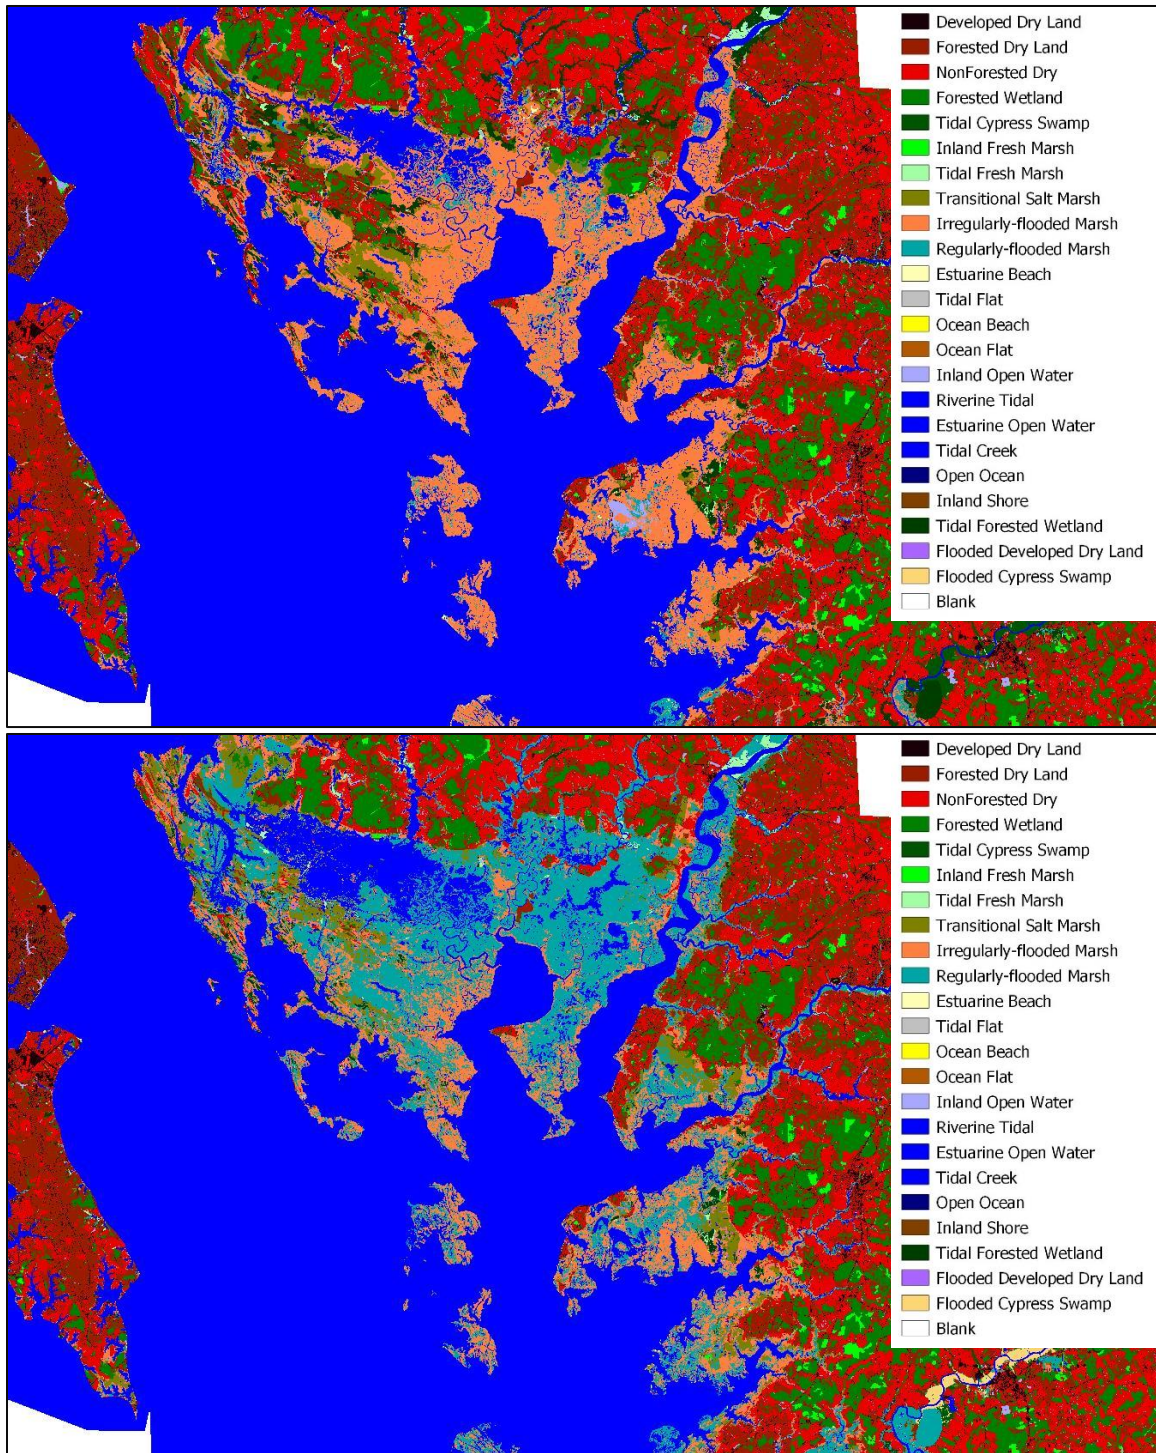 Developed Dry Land
Forested Dry Land
NonForested Dry
Forested Wetland
Tidal Cypress Swamp
Inland Fresh Marsh
Tidal Fresh Marsh
Transitional Salt Marsh
Irregularly-flooded Marsh
Regularly-flooded Marsh
Estuarine Beach
Tidal Flat
Ocean Beach
Ocean Flat
Inland Open Water
Riverine Tidal
Estuarine Open Water
Tidal Creek
Open Ocean
Inland Shore
Tidal Forested Wetland
Flooded Developed Dry Land
Flooded Cypress Swamp
Blank
Developed Dry Land
Forested Dry Land
NonForested Dry
Forested Wetland
Tidal Cypress Swamp
Inland Fresh Marsh
Tidal Fresh Marsh
Transitional Salt Marsh
Irregularly-flooded Marsh
Regularly-flooded Marsh
Estuarine Beach
Tidal Flat
Ocean Beach
Ocean Flat
Inland Open Water
Riverine Tidal
Estuarine Open Water
Tidal Creek
Open Ocean
Inland Shore
Tidal Forested Wetland
Flooded Developed Dry Land
Flooded Cypress Swamp
Blank